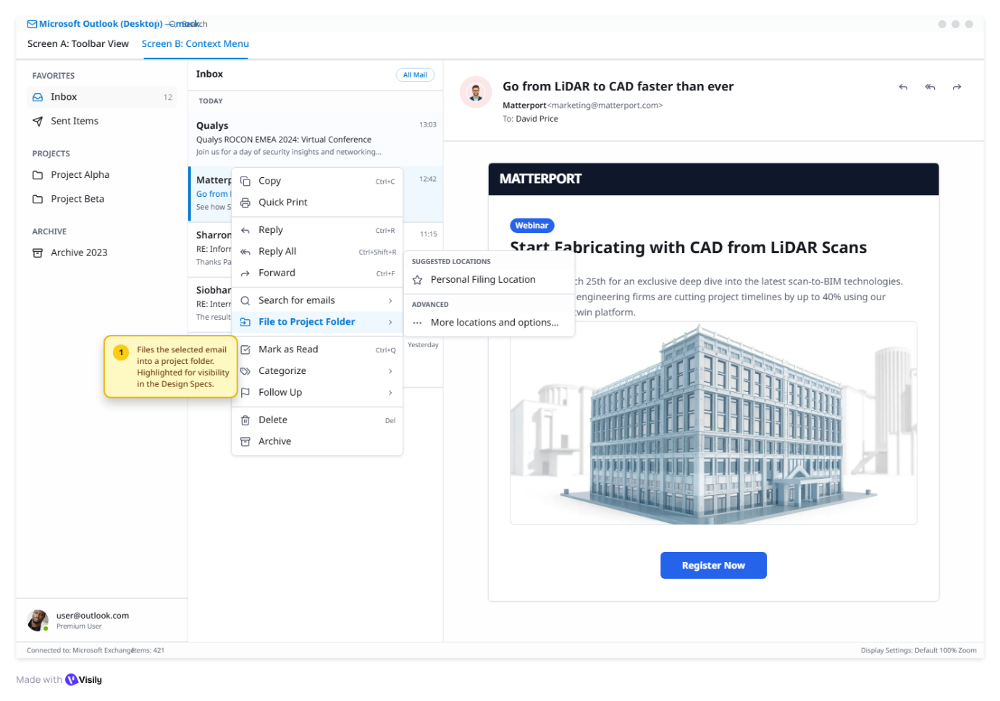 Microsoft Outlook (Desktop) — mock
Search
Screen A: Toolbar View
Screen B: Context Menu
FAVORITES
Inbox
12
Sent Items
PROJECTS
Project Alpha
Project Beta
ARCHIVE
Archive 2023
user@outlook.com
Premium User
Inbox
All Mail
TODAY
Qualys
13:03
Qualys ROCON EMEA 2024: Virtual Conference
Join us for a day of security insights and networking...
Matterp
12:42
Go from
See how S
Sharron
11:15
RE: Inforr
Thanks Pa
Siobhar
RE: Interr
The result
Yesterday
Copy
Ctrl+C
Quick Print
Reply
Ctrl+R
Reply All
Ctrl+Shift+R
Forward
Ctrl+F
Search for emails
File to Project Folder
Mark as Read
Ctrl+Q
Categorize
Follow Up
Delete
Del
Archive
SUGGESTED LOCATIONS
Personal Filing Location
ADVANCED
More locations and options...
1
Files the selected email
into a project folder.
Highlighted for visibility
in the Design Specs.
Go from LiDAR to CAD faster than ever
Matterport<marketing@matterport.com>
To: David Price
MATTERPORT
Webinar
Start Fabricating with CAD from LiDAR Scans
ch 25th for an exclusive deep dive into the latest scan-to-BIM technologies.
engineering firms are cutting project timelines by up to 40% using our
twin platform.
Register Now
Connected to: Microsoft Exchange
Items: 421
Display Settings: Default 100% Zoom
Made with Visily